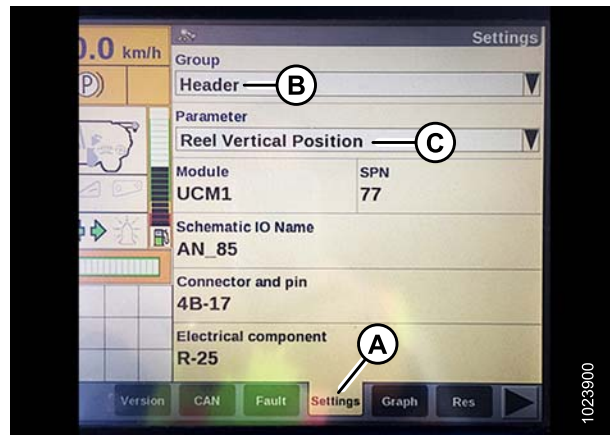 0.0 km/h
(P)
Settings
Group
Header
B
Parameter
Reel Vertical Position
C
Module
SPN
UCM1
77
Schematic IO Name
AN_85
Connector and pin
4B-17
Electrical component
R-25
A
Version
CAN
Fault
Settings
Graph
Res
1023900